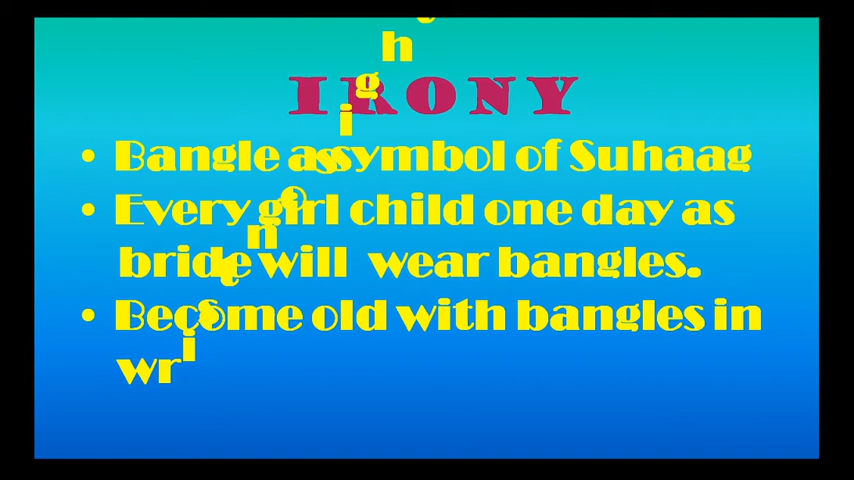 IRONY
• Bangle as symbol of Suhaag
• Every girl child one day as
bride will wear bangles.
• Become old with bangles in
wri